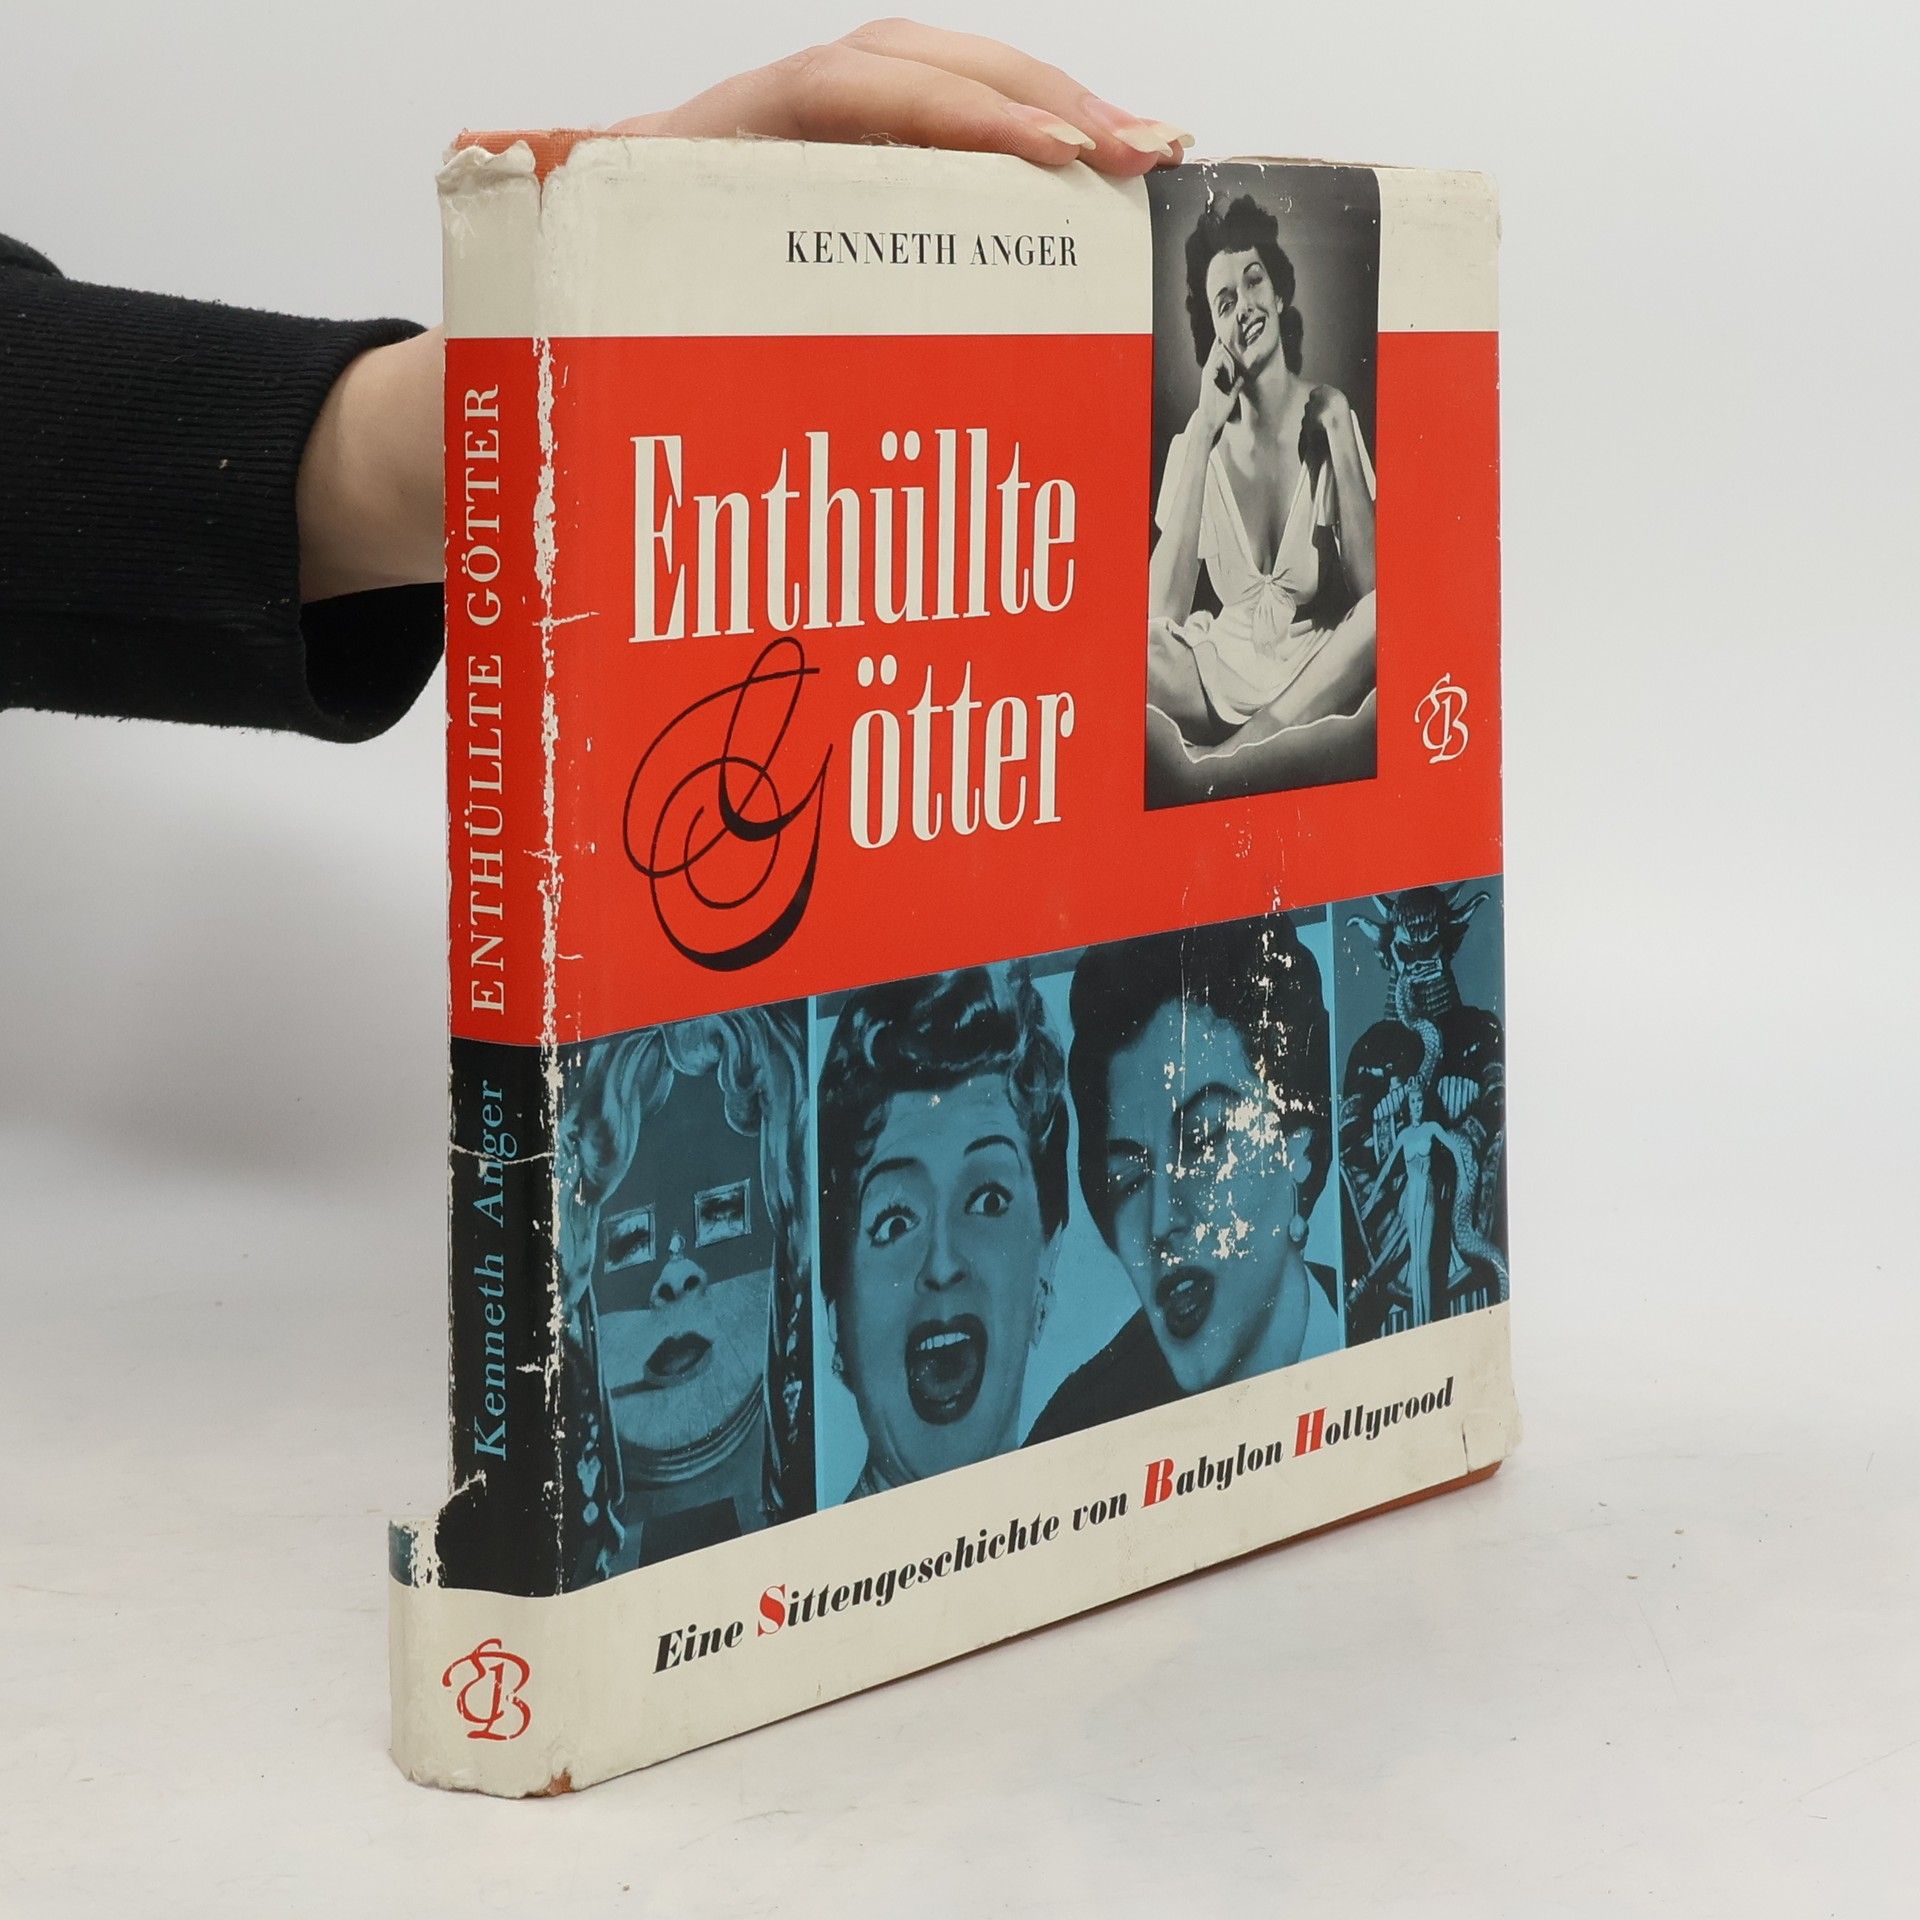 KENNETH ANGER
Enthüllte
Götter
Eine Sittengeschichte von Babylon Hollywood
Kenneth Anger ENTHÜLLTE GÖTTER